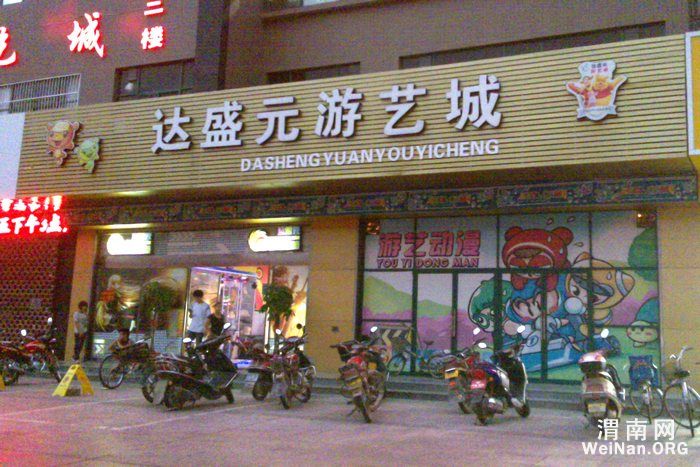 二
楼
城
达盛元游艺城
DASHENGYUANYOUYICHENG
游艺动漫
YOU YI DONG MAN
渭南网
WeiNan.ORG